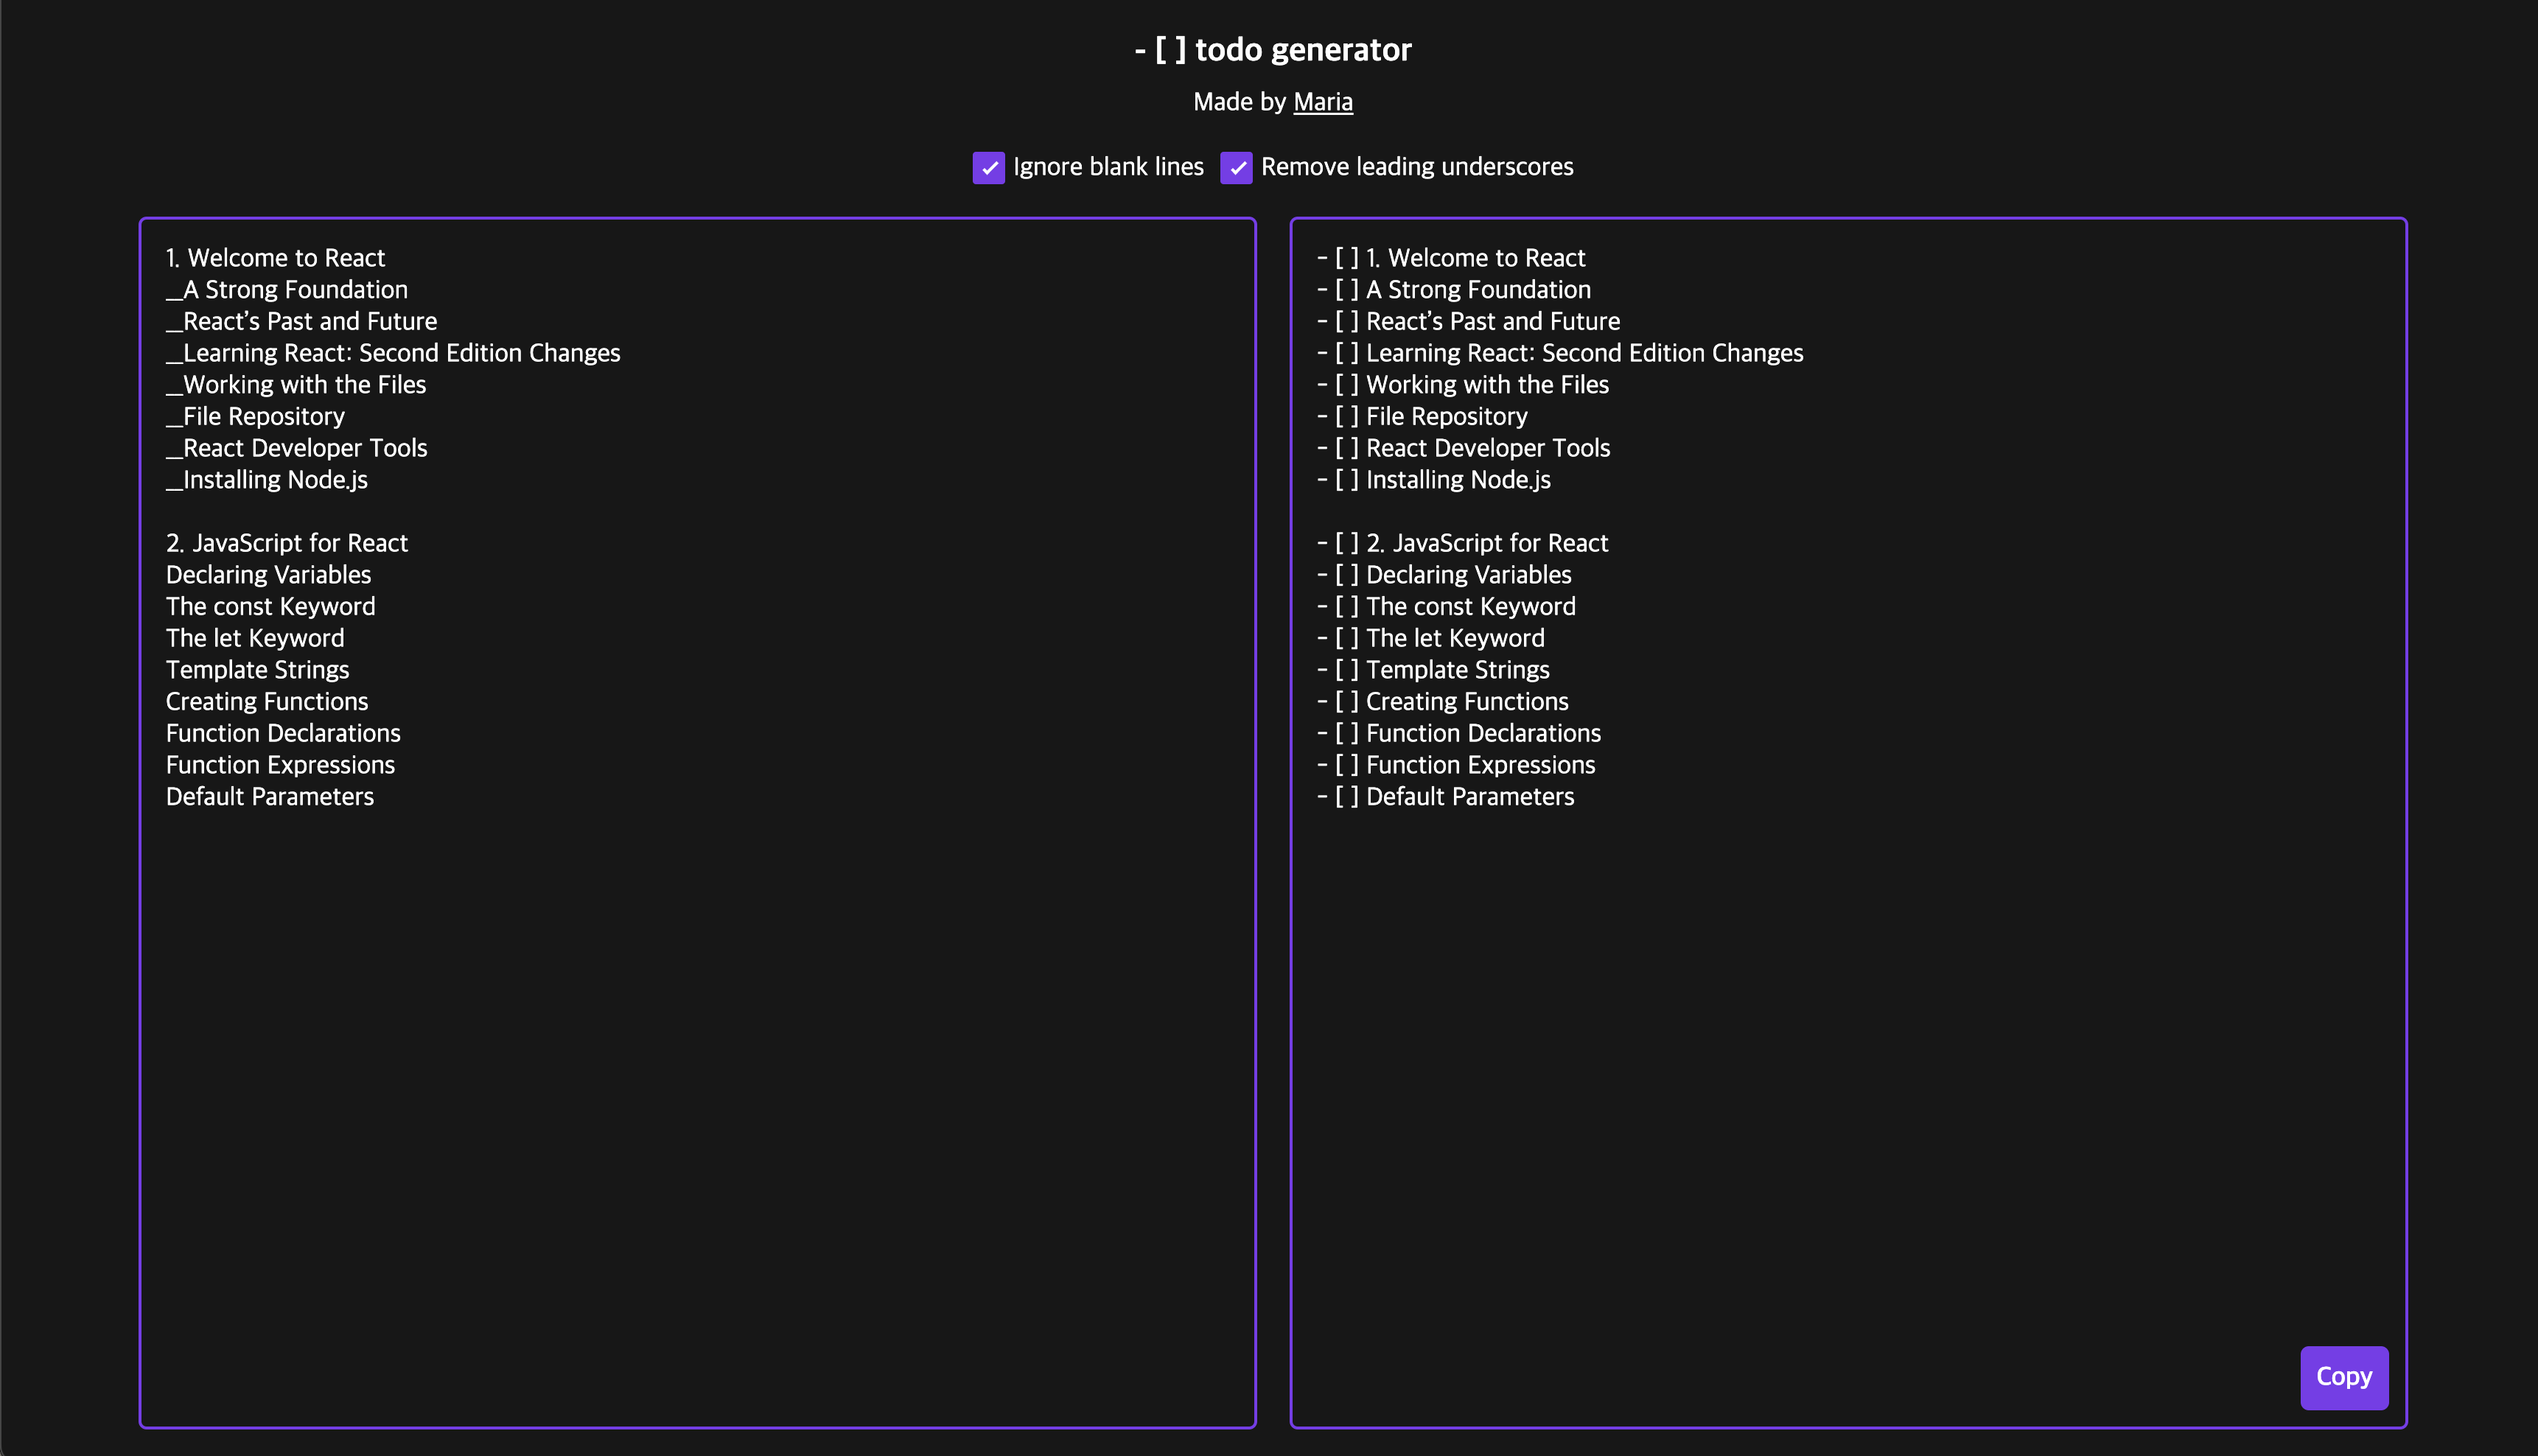 - [ ] todo generator
Made by Maria
Ignore blank lines
Remove leading underscores
1. Welcome to React
_A Strong Foundation
_React’s Past and Future
_Learning React: Second Edition Changes
_Working with the Files
_File Repository
_React Developer Tools
_Installing Node.js
2. JavaScript for React
Declaring Variables
The const Keyword
The let Keyword
Template Strings
Creating Functions
Function Declarations
Function Expressions
Default Parameters
- [ ] 1. Welcome to React
- [ ] A Strong Foundation
- [ ] React’s Past and Future
- [ ] Learning React: Second Edition Changes
- [ ] Working with the Files
- [ ] File Repository
- [ ] React Developer Tools
- [ ] Installing Node.js
- [ ] 2. JavaScript for React
- [ ] Declaring Variables
- [ ] The const Keyword
- [ ] The let Keyword
- [ ] Template Strings
- [ ] Creating Functions
- [ ] Function Declarations
- [ ] Function Expressions
- [ ] Default Parameters
Copy